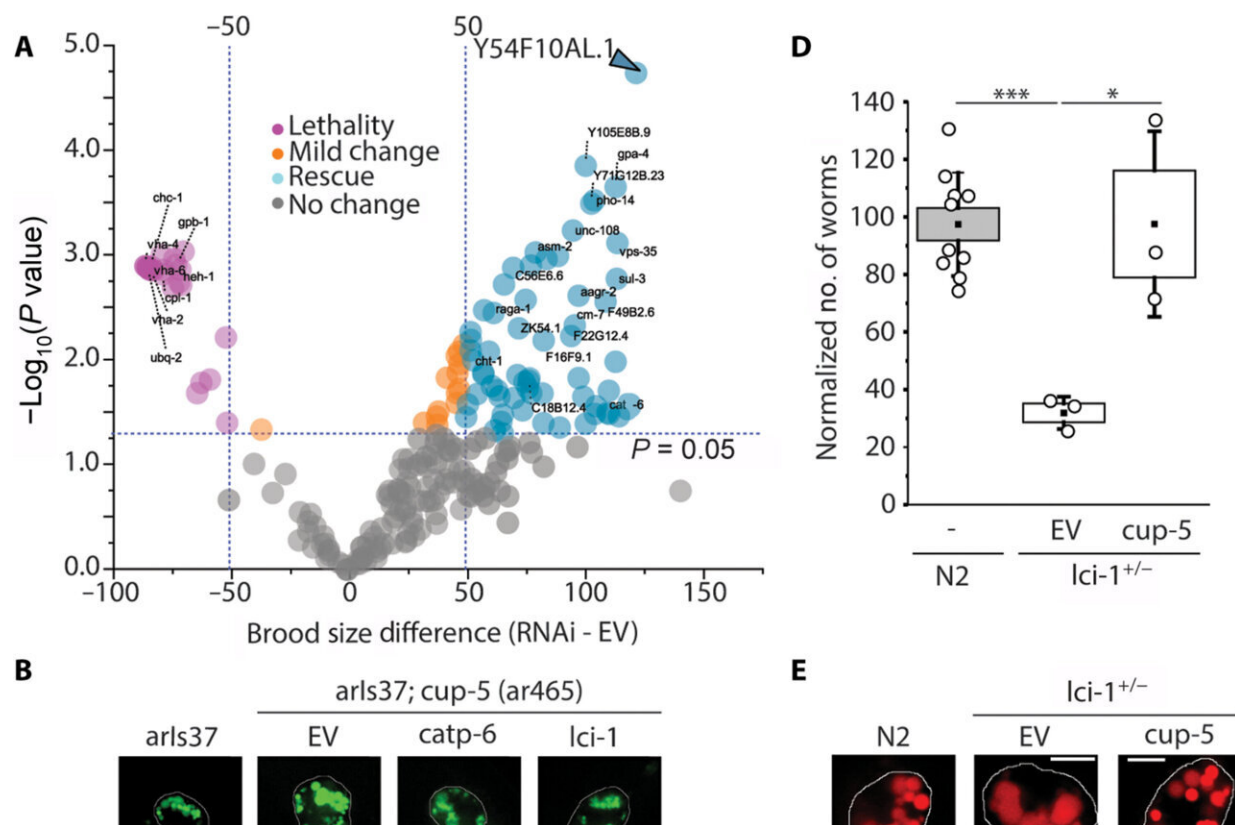 A
−50
50
Y54F10AL.1
5.0
4.0
3.0
2.0
1.0
0.0
−Log10(P value)
Lethality
Mild change
Rescue
No change
chc-1
gpb-1
vha-4
vha-6
heh-1
cpl-1
vha-2
ubq-2
Y105E8B.9
gpa-4
Y71G12B.23
pho-14
unc-108
asm-2
vps-35
C56E6.6
sul-3
aagr-2
raga-1
cm-7
F49B2.6
ZK54.1
F22G12.4
cht-1
F16F9.1
C18B12.4
cat -6
P = 0.05
−100
−50
0
50
100
150
Brood size difference (RNAi - EV)
D
***
*
140
120
100
80
60
40
20
0
Normalized no. of worms
-
EV
cup-5
N2
lci-1+/−
B
arIs37; cup-5 (ar465)
arIs37
EV
catp-6
lci-1
E
lci-1+/−
N2
EV
cup-5